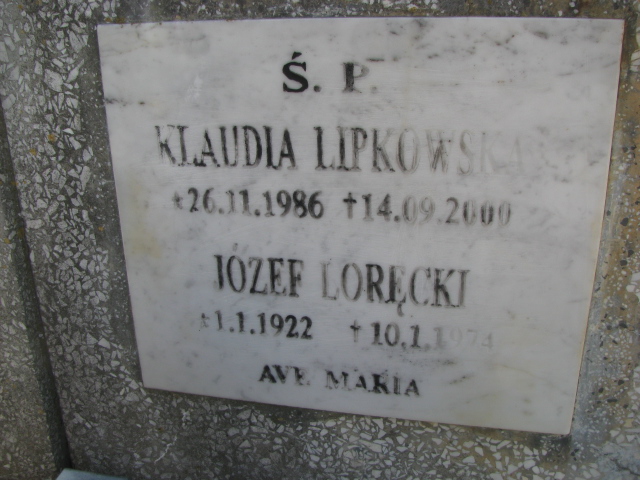 Ś. P.
KLAUDIA LIPKOWSKA
* 26.11.1986 † 14.09.2000
JÓZEF LORĘCKI
* 1.1.1922 † 10.1.1974
AVE MARIA